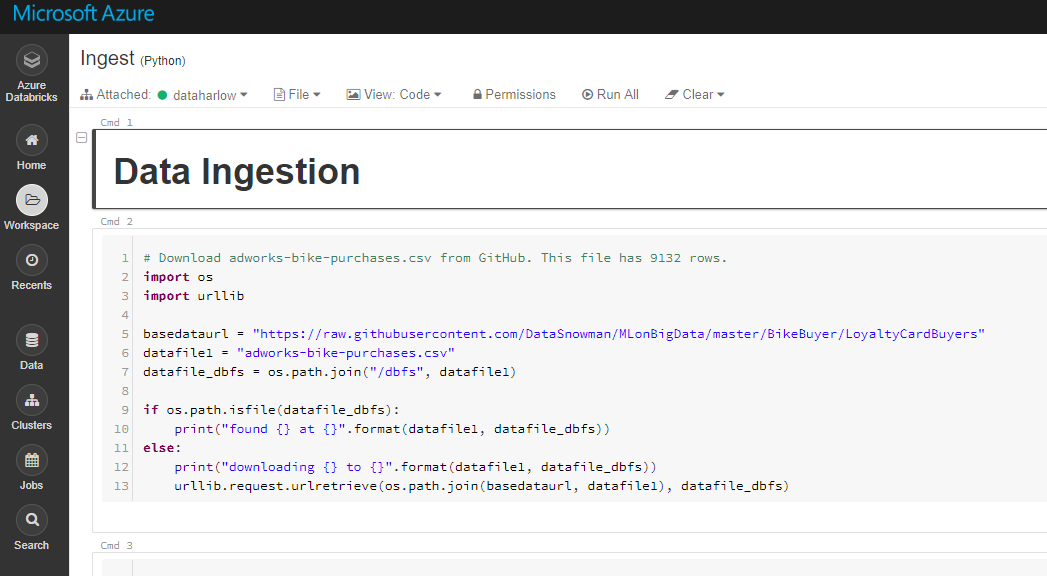 Microsoft Azure
Azure
Databricks
Home
Workspace
Recents
Data
Clusters
Jobs
Search
Ingest (Python)
Attached: dataharlow File View: Code Permissions Run All Clear
Cmd 1
Data Ingestion
Cmd 2
1 # Download adworks-bike-purchases.csv from GitHub. This file has 9132 rows.
2 import os
3 import urllib
4
5 basedataurl = "https://raw.githubusercontent.com/DataSnowman/MLonBigData/master/BikeBuyer/LoyaltyCardBuyers"
6 datafile1 = "adworks-bike-purchases.csv"
7 datafile_dbfs = os.path.join("/dbfs", datafile1)
8
9 if os.path.isfile(datafile_dbfs):
10     print("found {} at {}".format(datafile1, datafile_dbfs))
11 else:
12     print("downloading {} to {}".format(datafile1, datafile_dbfs))
13     urllib.request.urlretrieve(os.path.join(basedataurl, datafile1), datafile_dbfs)
Cmd 3